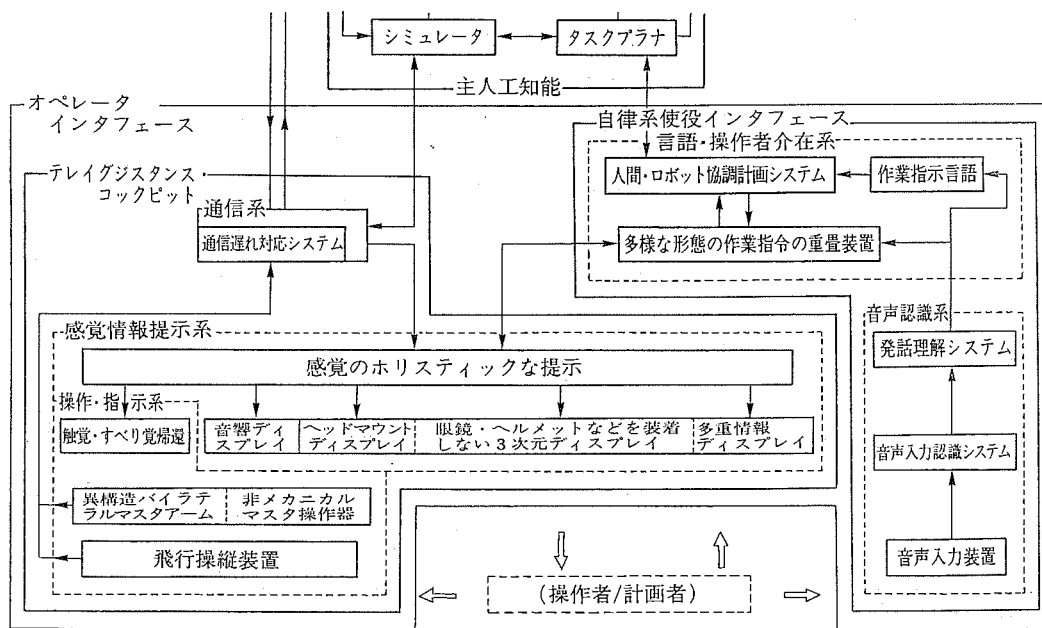 シミュレータ
タスクプラナ
主人工知能
オペレータ
インタフェース
自律系使役インタフェース
言語・操作者介在系
テレイグジスタンス・
コックピット
人間・ロボット協調計画システム
作業指示言語
通信系
通信遅れ対応システム
多様な形態の作業指令の重畳装置
音声認識系
感覚情報提示系
発話理解システム
感覚のホリスティックな提示
操作・指示系
触覚・すべり覚帰還
音響ディ
スプレイ
ヘッドマウント
ディスプレイ
眼鏡・ヘルメットなどを装着
しない3次元ディスプレイ
多重情報
ディスプレイ
音声入力認識システム
異構造バイラテ
ラルマスタアーム
非メカニカル
マスタ操作器
飛行操縦装置
音声入力装置
(操作者/計画者)